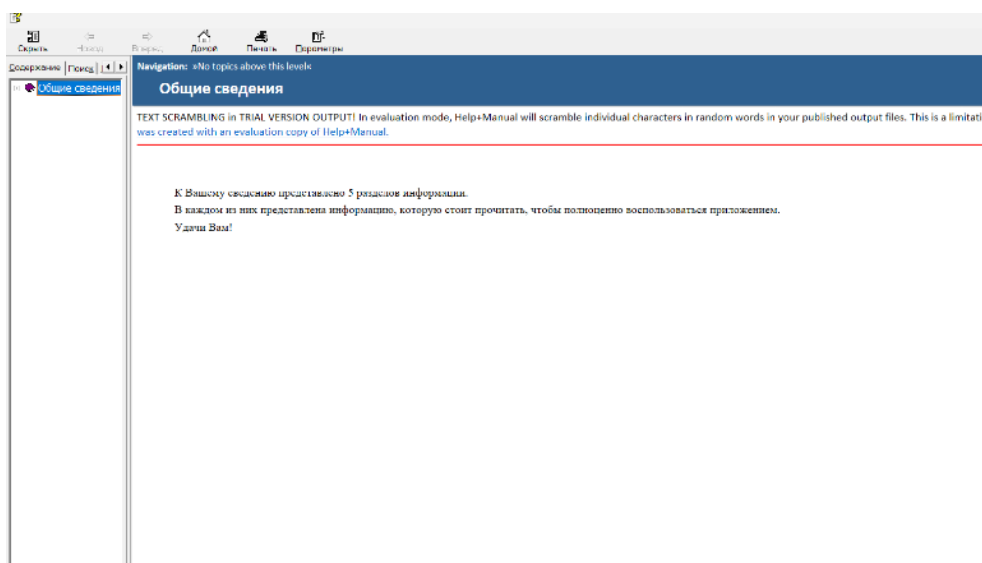 Скрыть Назад Вперед Домой Печать Параметры
Содержание Поиск
Общие сведения
Navigation: »No topics above this level«
Общие сведения
TEXT SCRAMBLING in TRIAL VERSION OUTPUT! In evaluation mode, Help+Manual will scramble individual characters in random words in your published output files. This is a limitati
was created with an evaluation copy of Help+Manual.
К Вашему сведению представлено 5 разделов информации.
В каждом из них представлена информацию, которую стоит прочитать, чтобы полноценно воспользоваться приложением.
Удачи Вам!